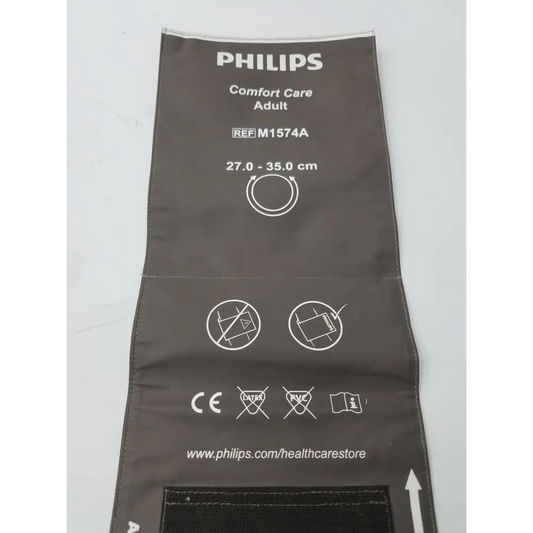 PHILIPS
Comfort Care
Adult
REF M1574A
27.0 - 35.0 cm
CE
LATEX PVC
www.philips.com/healthcarestore
A